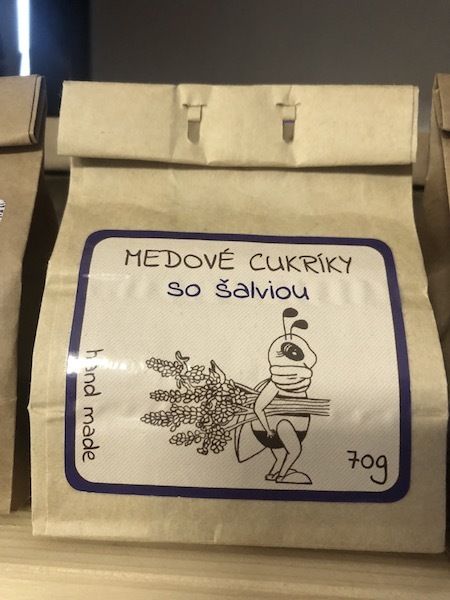 MEDOVÉ CUKRÍKY
so šalviou
hand made
70g